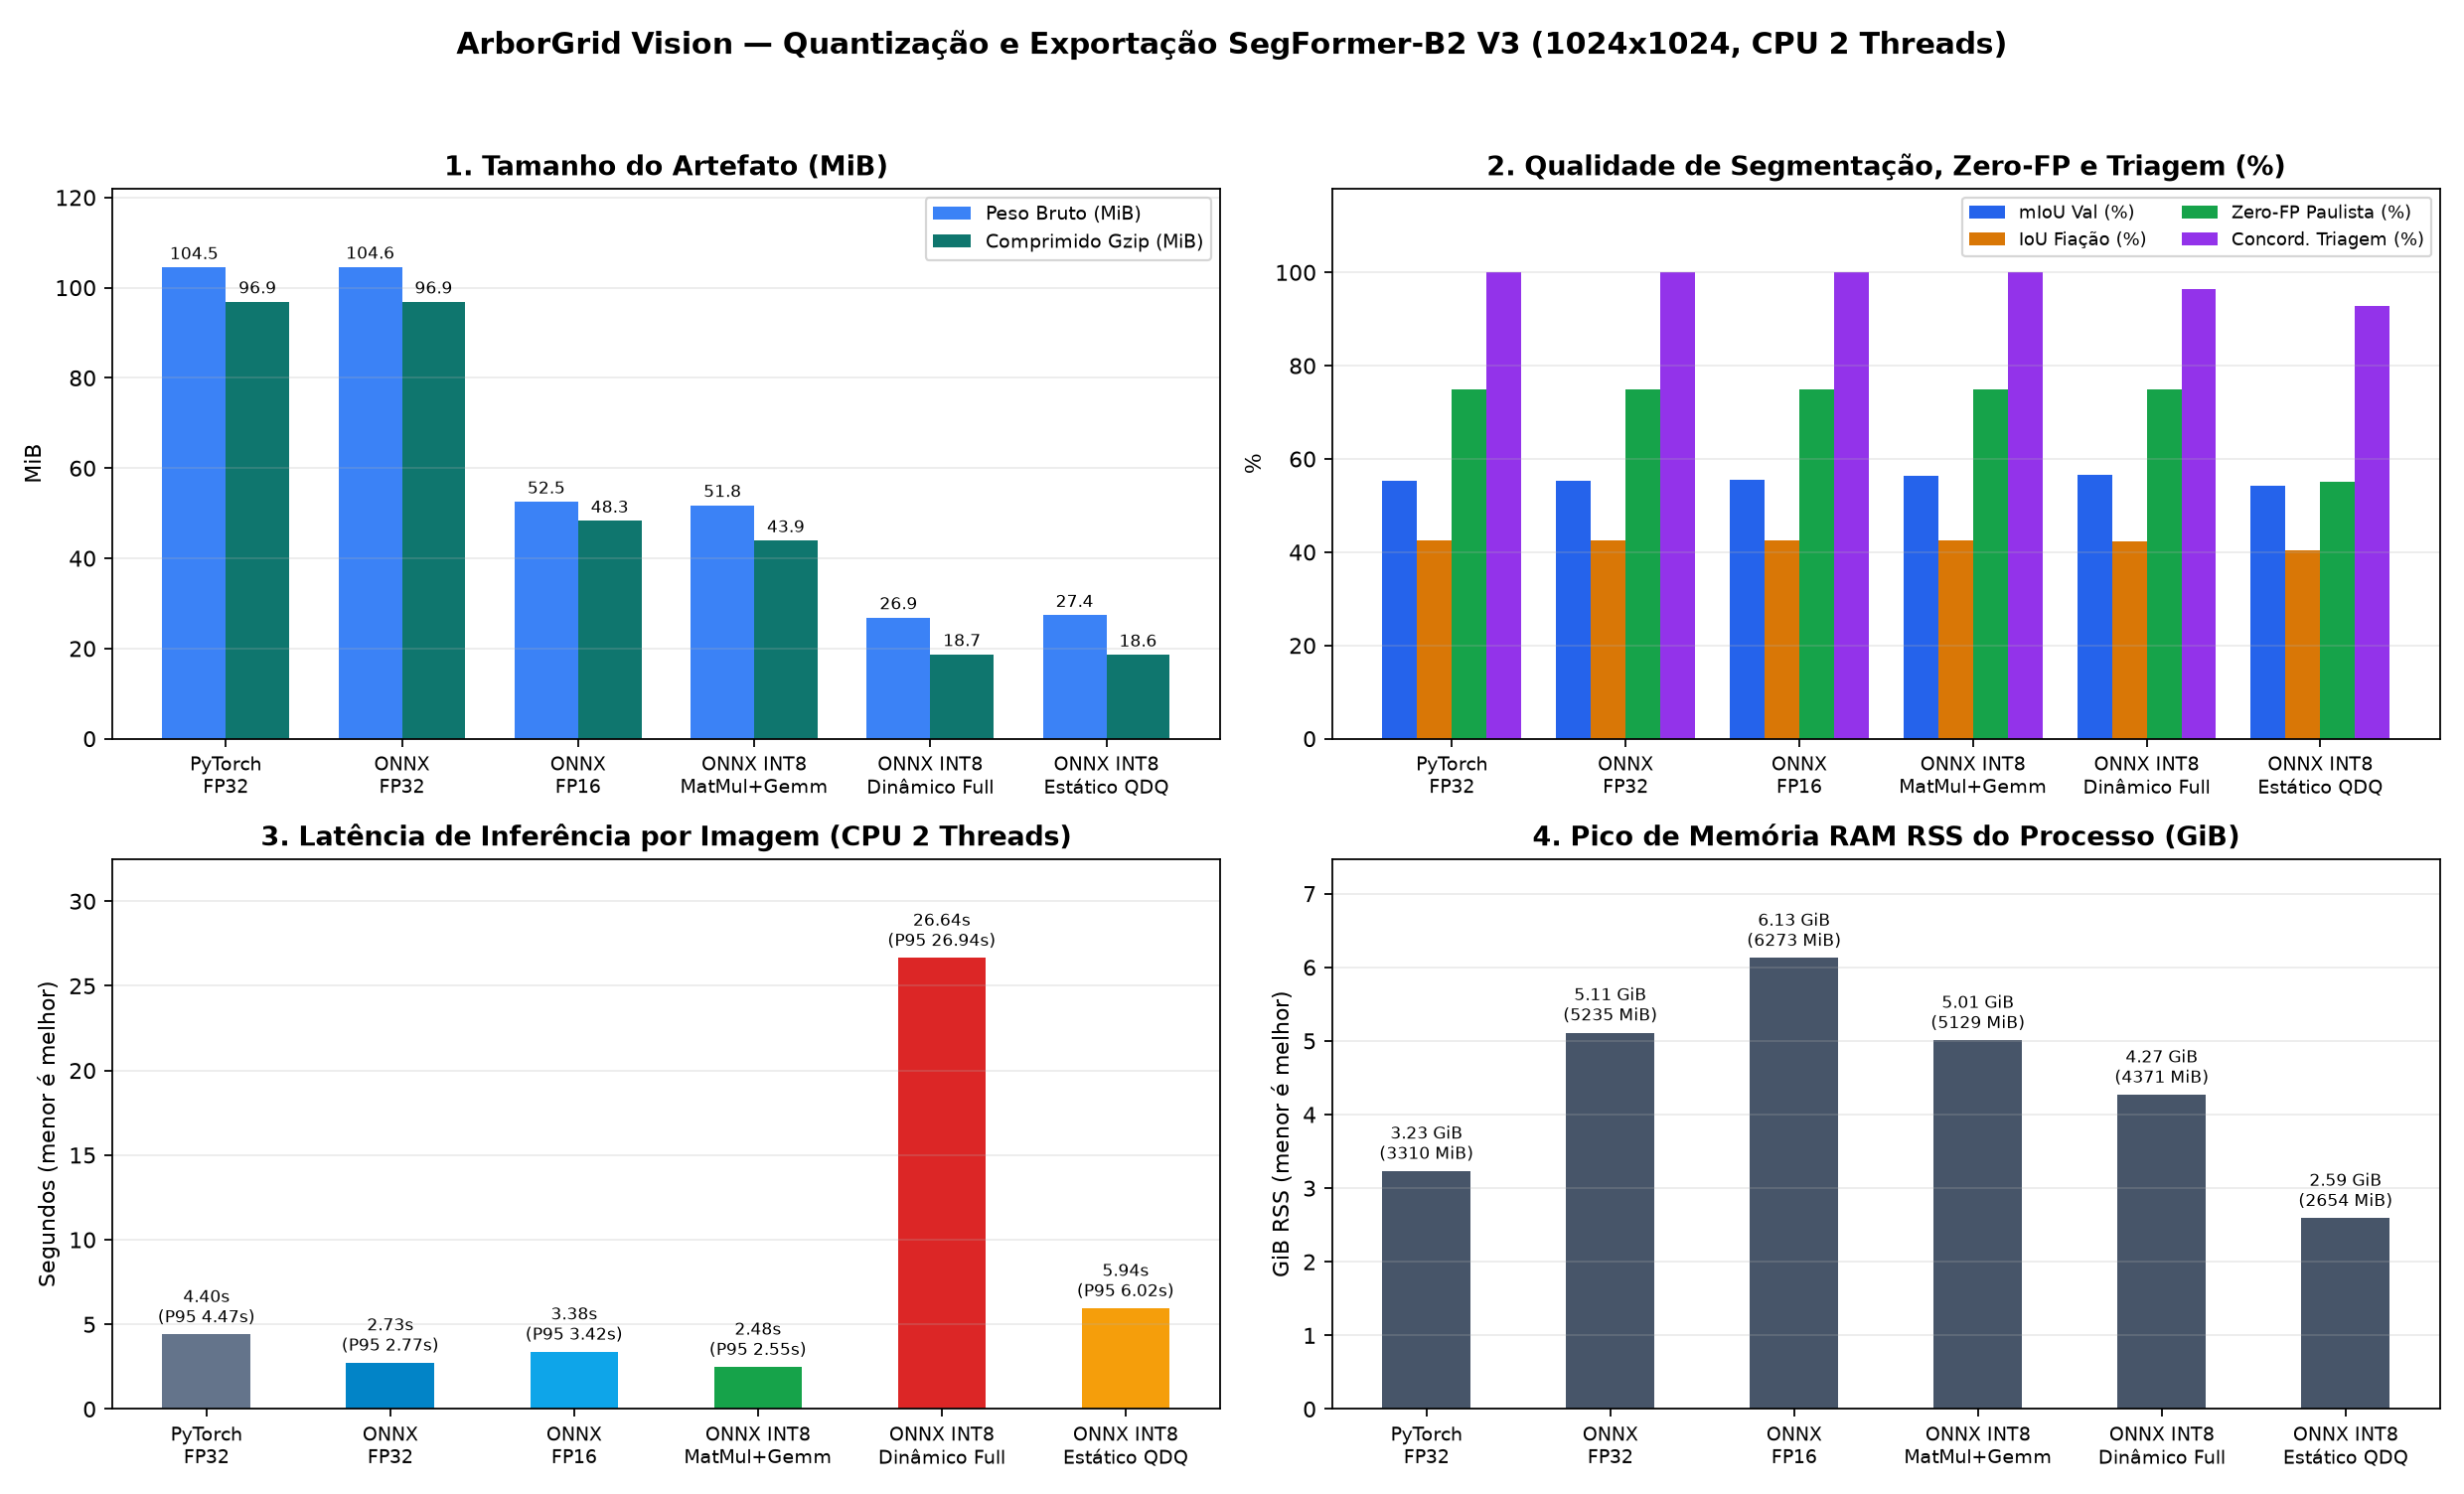 ArborGrid Vision — Quantização e Exportação SegFormer-B2 V3 (1024x1024, CPU 2 Threads)
1. Tamanho do Artefato (MiB)
120
100
80
60
40
20
0
MiB
Peso Bruto (MiB)
Comprimido Gzip (MiB)
104.5
96.9
104.6
96.9
52.5
48.3
51.8
43.9
26.9
18.7
27.4
18.6
PyTorch
FP32
ONNX
FP32
ONNX
FP16
ONNX INT8
MatMul+Gemm
ONNX INT8
Dinâmico Full
ONNX INT8
Estático QDQ
2. Qualidade de Segmentação, Zero-FP e Triagem (%)
100
80
60
40
20
0
%
mIoU Val (%)
IoU Fiação (%)
Zero-FP Paulista (%)
Concord. Triagem (%)
PyTorch
FP32
ONNX
FP32
ONNX
FP16
ONNX INT8
MatMul+Gemm
ONNX INT8
Dinâmico Full
ONNX INT8
Estático QDQ
3. Latência de Inferência por Imagem (CPU 2 Threads)
30
25
20
15
10
5
0
Segundos (menor é melhor)
4.40s
(P95 4.47s)
2.73s
(P95 2.77s)
3.38s
(P95 3.42s)
2.48s
(P95 2.55s)
26.64s
(P95 26.94s)
5.94s
(P95 6.02s)
PyTorch
FP32
ONNX
FP32
ONNX
FP16
ONNX INT8
MatMul+Gemm
ONNX INT8
Dinâmico Full
ONNX INT8
Estático QDQ
4. Pico de Memória RAM RSS do Processo (GiB)
7
6
5
4
3
2
1
0
GiB RSS (menor é melhor)
3.23 GiB
(3310 MiB)
5.11 GiB
(5235 MiB)
6.13 GiB
(6273 MiB)
5.01 GiB
(5129 MiB)
4.27 GiB
(4371 MiB)
2.59 GiB
(2654 MiB)
PyTorch
FP32
ONNX
FP32
ONNX
FP16
ONNX INT8
MatMul+Gemm
ONNX INT8
Dinâmico Full
ONNX INT8
Estático QDQ